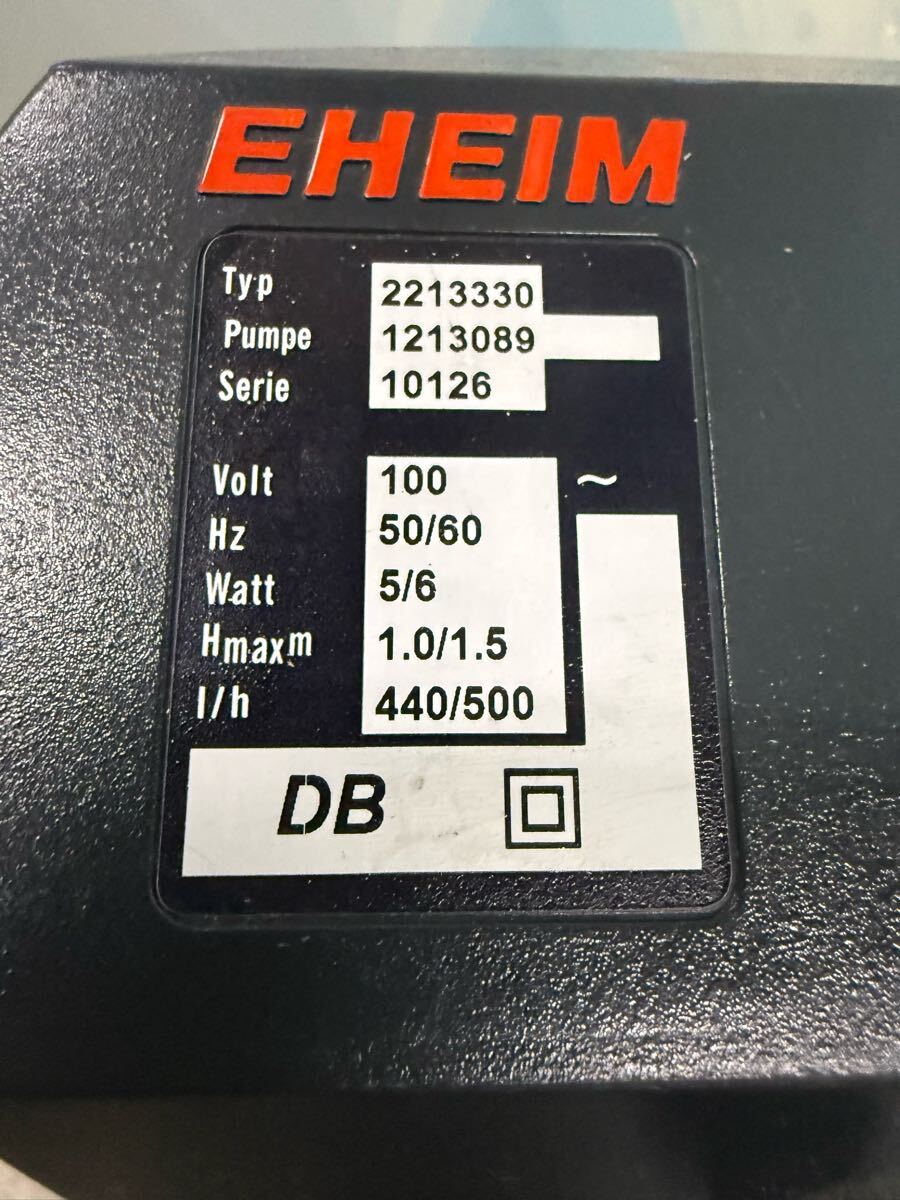 EHEIM
Typ 2213330
Pumpe 1213089
Serie 10126
Volt 100 ~
Hz 50/60
Watt 5/6
Hmaxm 1.0/1.5
l/h 440/500
DB